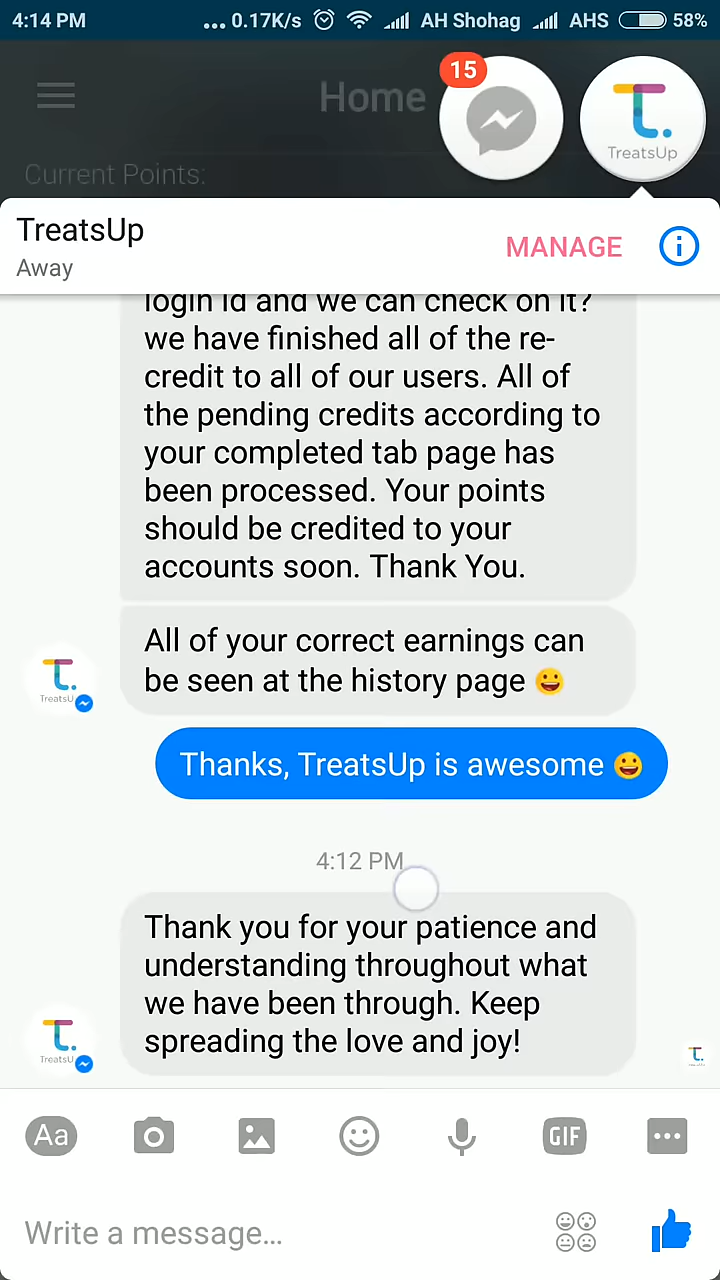 4:14 PM ... 0.17K/s AH Shohag AHS 58%
Home
15
TreatsUp
Current Points:
TreatsUp
Away
MANAGE
login id and we can check on it?
we have finished all of the re-
credit to all of our users. All of
the pending credits according to
your completed tab page has
been processed. Your points
should be credited to your
accounts soon. Thank You.
All of your correct earnings can
be seen at the history page 😀
TreatsU
Thanks, TreatsUp is awesome 😀
4:12 PM
Thank you for your patience and
understanding throughout what
we have been through. Keep
spreading the love and joy!
TreatsU
Aa
GIF
Write a message...